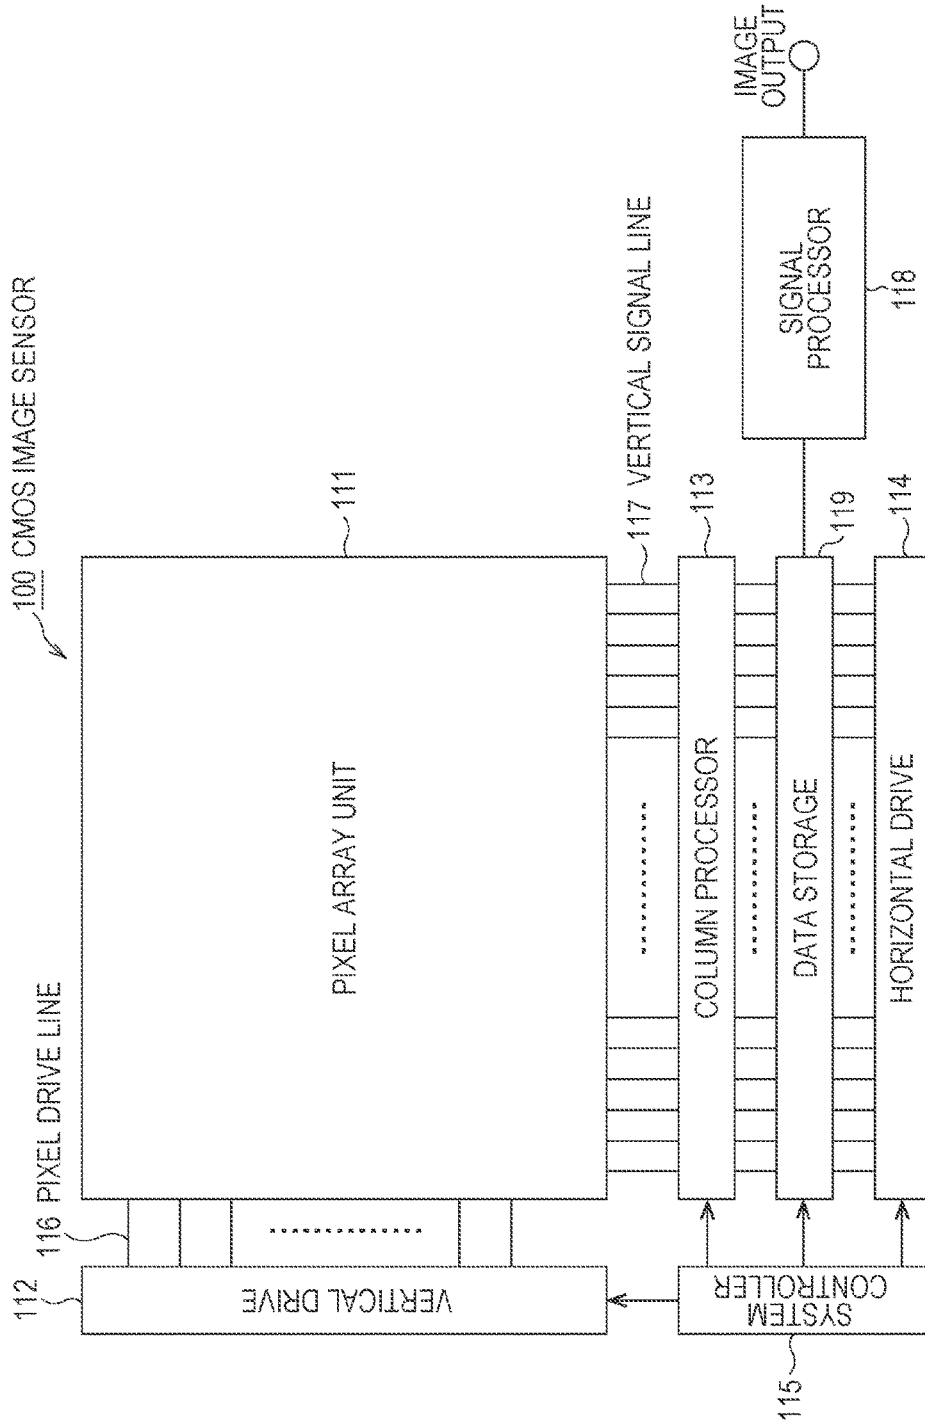 100 CMOS IMAGE SENSOR
116 PIXEL DRIVE LINE
112
111
VERTICAL DRIVE
PIXEL ARRAY UNIT
117 VERTICAL SIGNAL LINE
113
COLUMN PROCESSOR
SYSTEM
CONTROLLER
115
DATA STORAGE
119
SIGNAL
PROCESSOR
118
IMAGE
OUTPUT
HORIZONTAL DRIVE
114